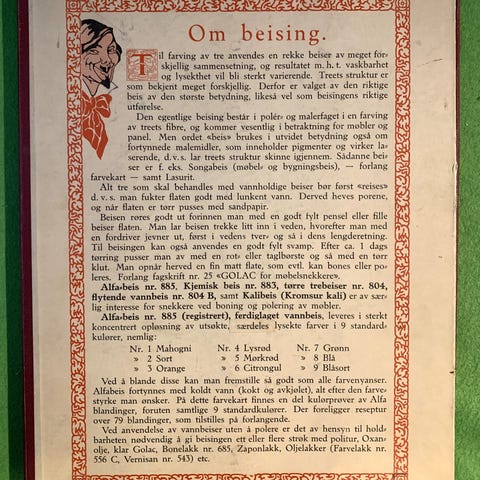 Om beising.
Til farving av tre anvendes en rekke beiser av meget for-
skjellig sammensetning, og resultatet m. h. t. vaskbarhet
og lysekthet vil bli sterkt varierende. Treets struktur er
som bekjent meget forskjellig. Derfor er valget av den riktige
beis av den største betydning, likeså vel som beisingens riktige
utførelse.
Den egentlige beising består i polér- og malerfaget i en farving
av treets fibre, og kommer vesentlig i betraktning for møbler og
panel. Men ordet «beis» brukes i utvidet betydning også om
fortynnede malemidler, som inneholder pigmenter og virker la-
serende, d. v. s. lar treets struktur skinne igjennem. Sådanne bei-
ser er f. eks. Songabeis (møbel- og bygningsbeis), — forlang
farvekart — samt Lasurit.
Alt tre som skal behandles med vannholdige beiser bør først «reises»
d. v. s. man fukter flaten godt med lunkent vann. Derved heves porene,
og når flaten er tørr pusses med sandpapir.
Beisen røres godt ut forinnen man med en godt fylt pensel eller fille
beiser flaten. Man lar beisen trekke litt inn i veden, hvorefter man med
en fordriver jevner ut, først i vedens tver- og så i dens lengderetning.
Til beisingen kan også anvendes en godt fylt svamp. Efter ca. 1 dags
tørring pusser man av med en rot- eller taglbørste og så med en tørr
klut. Man opnår herved en fin matt flate, som evtl. kan bones eller po-
leres. Forlang fagskrift nr. 25 «GOLAC for møbelsnekkere».
Alfa-beis nr. 885, Kjemisk beis nr. 883, tørre trebeiser nr. 804,
flytende vannbeis nr. 804 B, samt Kalibeis (Kromsur kali) er av sær-
lig interesse for snekkere ved boning og polering av møbler.
Alfa-beis nr. 885 (registrert), ferdiglaget vannbeis, leveres i sterkt
konsentrert opløsning av utsøkte, særdeles lysekte farver i 9 standard-
kulører, nemlig:
Nr. 1 Mahogni Nr. 4 Lysrød Nr. 7 Grønn
» 2 Sort » 5 Mørkrød » 8 Blå
» 3 Orange » 6 Citrongul » 9 Blåsort
Ved å blande disse kan man fremstille så godt som alle farvenyanser.
Alfabeis fortynnes med koldt vann (kokt og avkjølet), alt efter den farve-
styrke man ønsker. På dette farvekart finnes en del kulørprøver av Alfa
blandinger, foruten samtlige 9 standardkulører. Der foreligger reseptur
over 79 blandinger, som tilstilles på forlangende.
Ved anvendelse av vannbeiser uten å polere er det av hensyn til hold-
barheten nødvendig å gi beisingen ett eller flere strøk med politur, Oxan-
olje, klar Golac, Bonelakk nr. 685, Zaponlakk, Oljelakker (Farvelakk nr.
556 C, Vernisan nr. 543) etc.